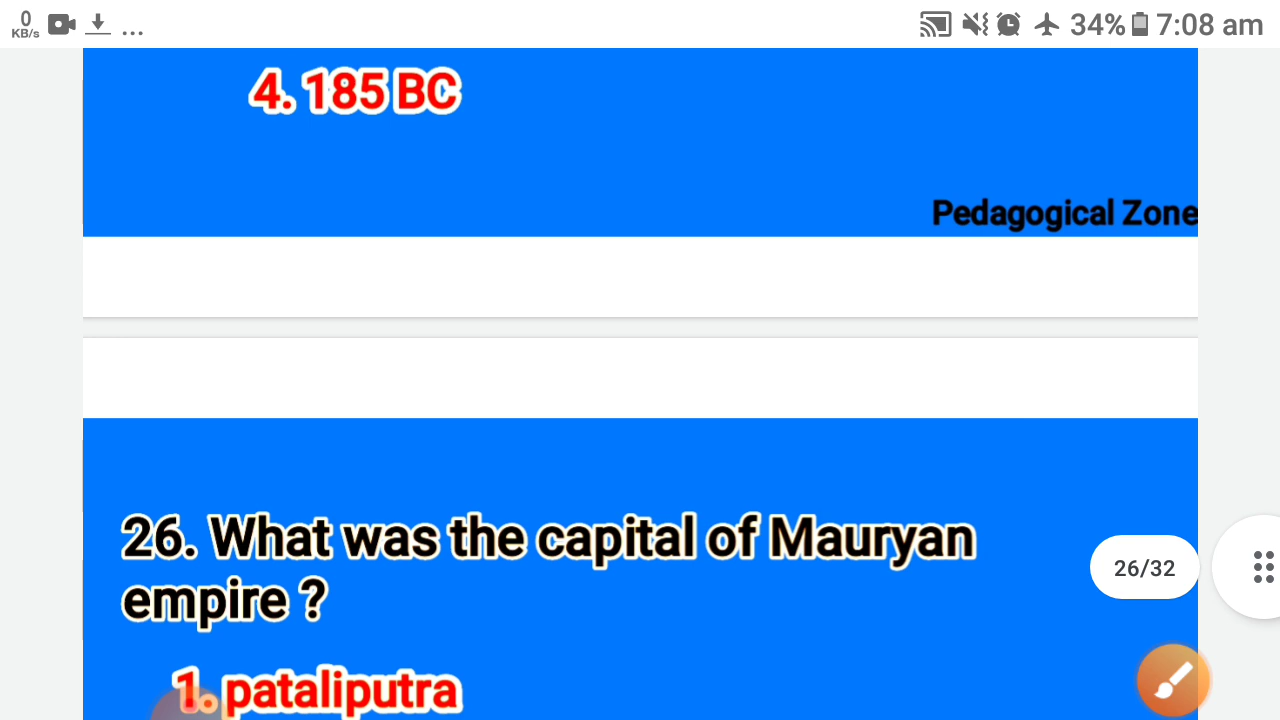 0
KB/s ... 34% 7:08 am
4. 185 BC
Pedagogical Zone
26. What was the capital of Mauryan
empire ?
26/32
1. pataliputra